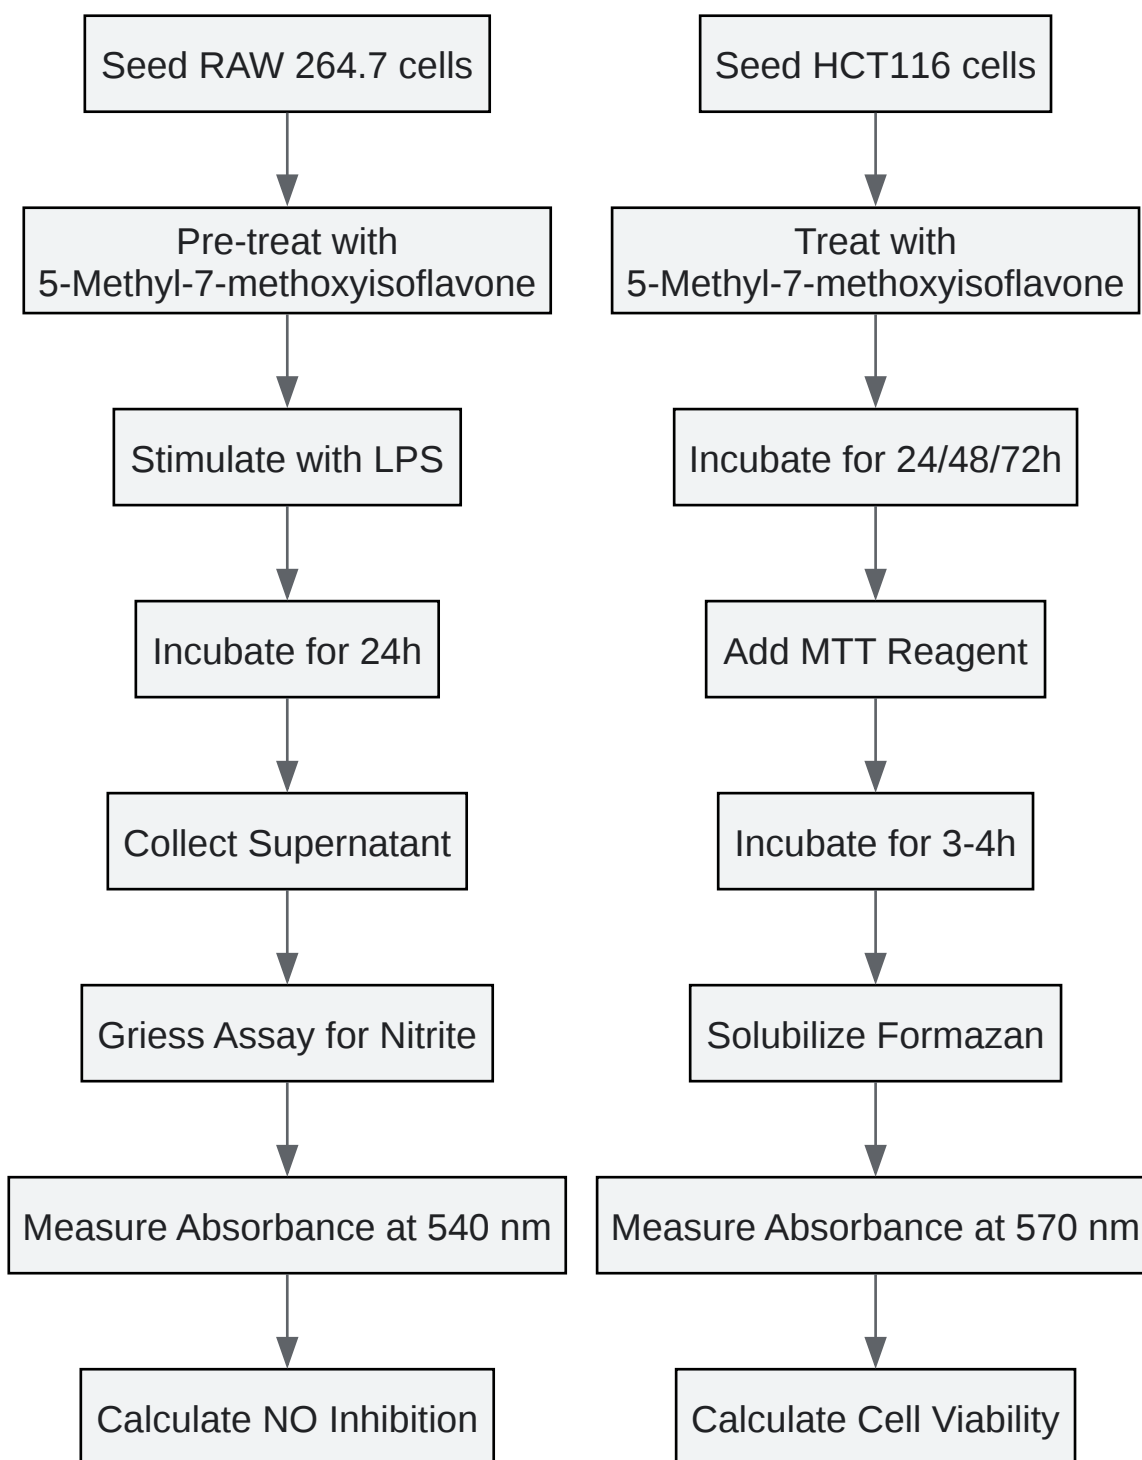 Seed RAW 264.7 cells
Pre-treat with
5-Methyl-7-methoxyisoflavone
Stimulate with LPS
Incubate for 24h
Collect Supernatant
Griess Assay for Nitrite
Measure Absorbance at 540 nm
Calculate NO Inhibition
Seed HCT116 cells
Treat with
5-Methyl-7-methoxyisoflavone
Incubate for 24/48/72h
Add MTT Reagent
Incubate for 3-4h
Solubilize Formazan
Measure Absorbance at 570 nm
Calculate Cell Viability